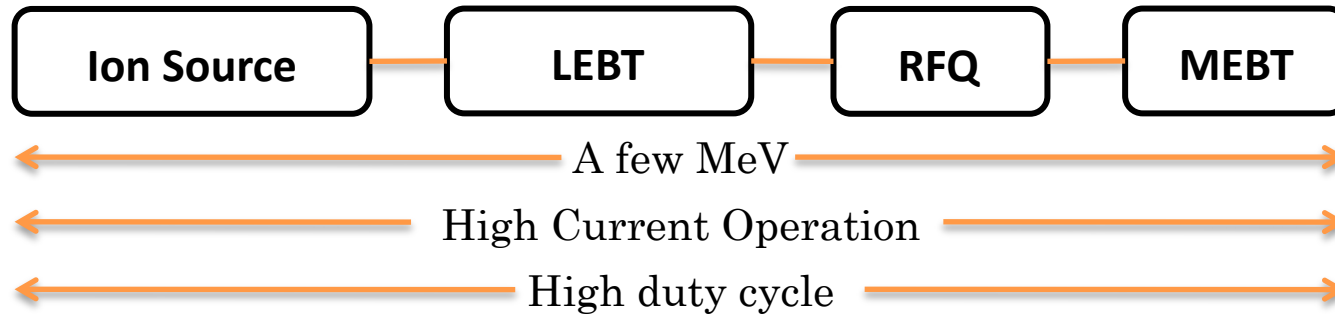 Ion Source LEBT RFQ MEBT
A few MeV
High Current Operation
High duty cycle